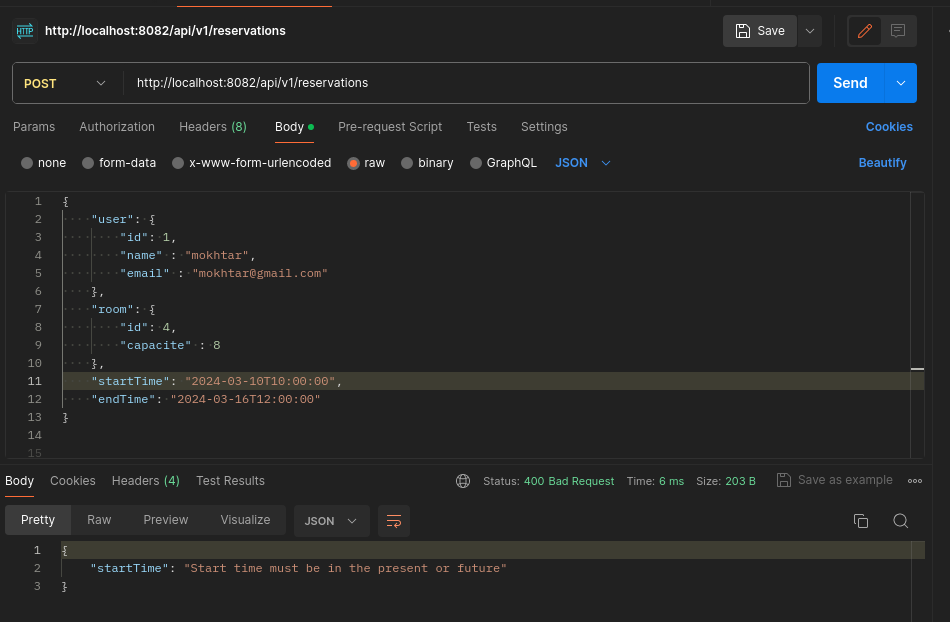 HTTP http://localhost:8082/api/v1/reservations Save
POST http://localhost:8082/api/v1/reservations Send
Params Authorization Headers (8) Body Pre-request Script Tests Settings Cookies
none form-data x-www-form-urlencoded raw binary GraphQL JSON Beautify
1 {
2 "user": {
3 "id": 1,
4 "name" : "mokhtar",
5 "email" : "mokhtar@gmail.com"
6 },
7 "room": {
8 "id": 4,
9 "capacite" : 8
10 },
11 "startTime": "2024-03-10T10:00:00",
12 "endTime": "2024-03-16T12:00:00"
13 }
14
15
Body Cookies Headers (4) Test Results Status: 400 Bad Request Time: 6 ms Size: 203 B Save as example
Pretty Raw Preview Visualize JSON
1 {
2 "startTime": "Start time must be in the present or future"
3 }